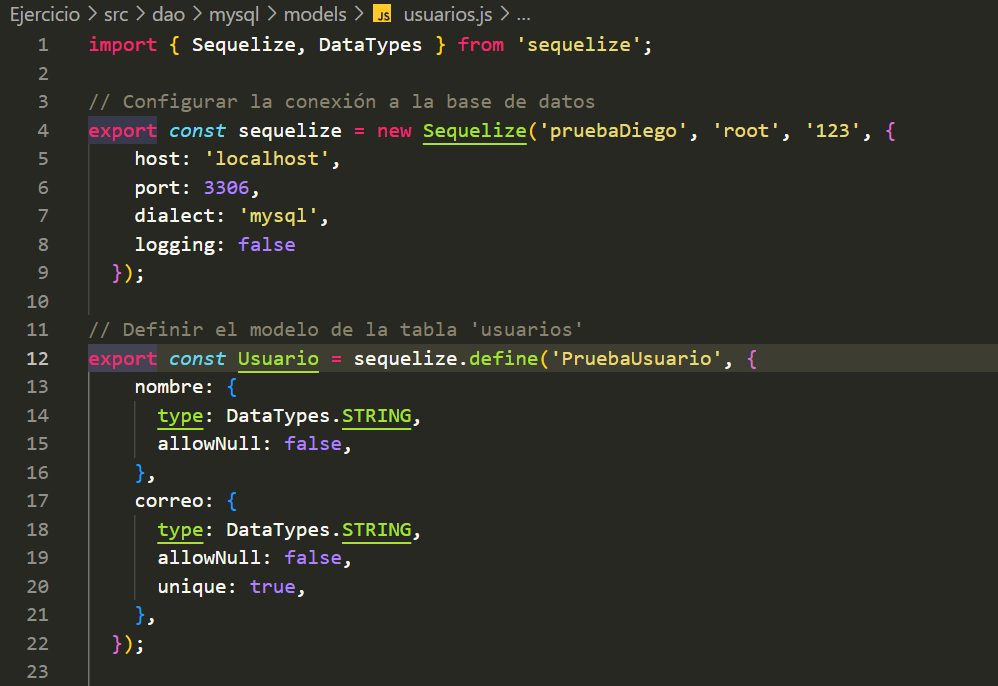 Ejercicio > src > dao > mysql > models > JS usuarios.js > ...
1 import { Sequelize, DataTypes } from 'sequelize';
2
3 // Configurar la conexión a la base de datos
4 export const sequelize = new Sequelize('pruebaDiego', 'root', '123', {
5     host: 'localhost',
6     port: 3306,
7     dialect: 'mysql',
8     logging: false
9   });
10
11 // Definir el modelo de la tabla 'usuarios'
12 export const Usuario = sequelize.define('PruebaUsuario', {
13     nombre: {
14       type: DataTypes.STRING,
15       allowNull: false,
16     },
17     correo: {
18       type: DataTypes.STRING,
19       allowNull: false,
20       unique: true,
21     },
22   });
23